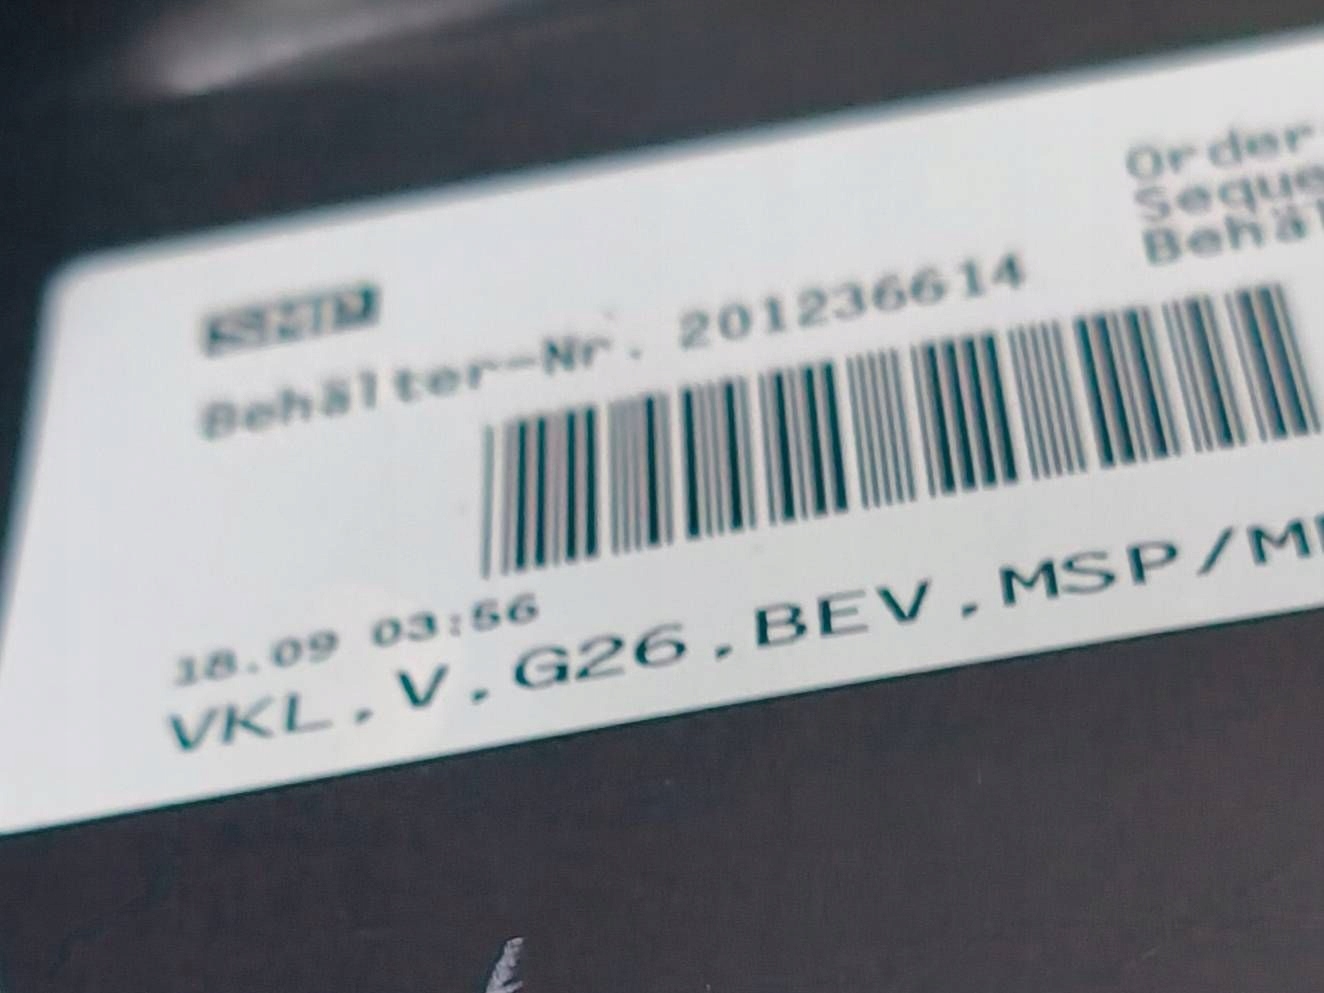 Order
Seque
Behäl
Behälter-Nr. 201236614
18.09 03:56
VKL,V,G26,BEV,MSP/M